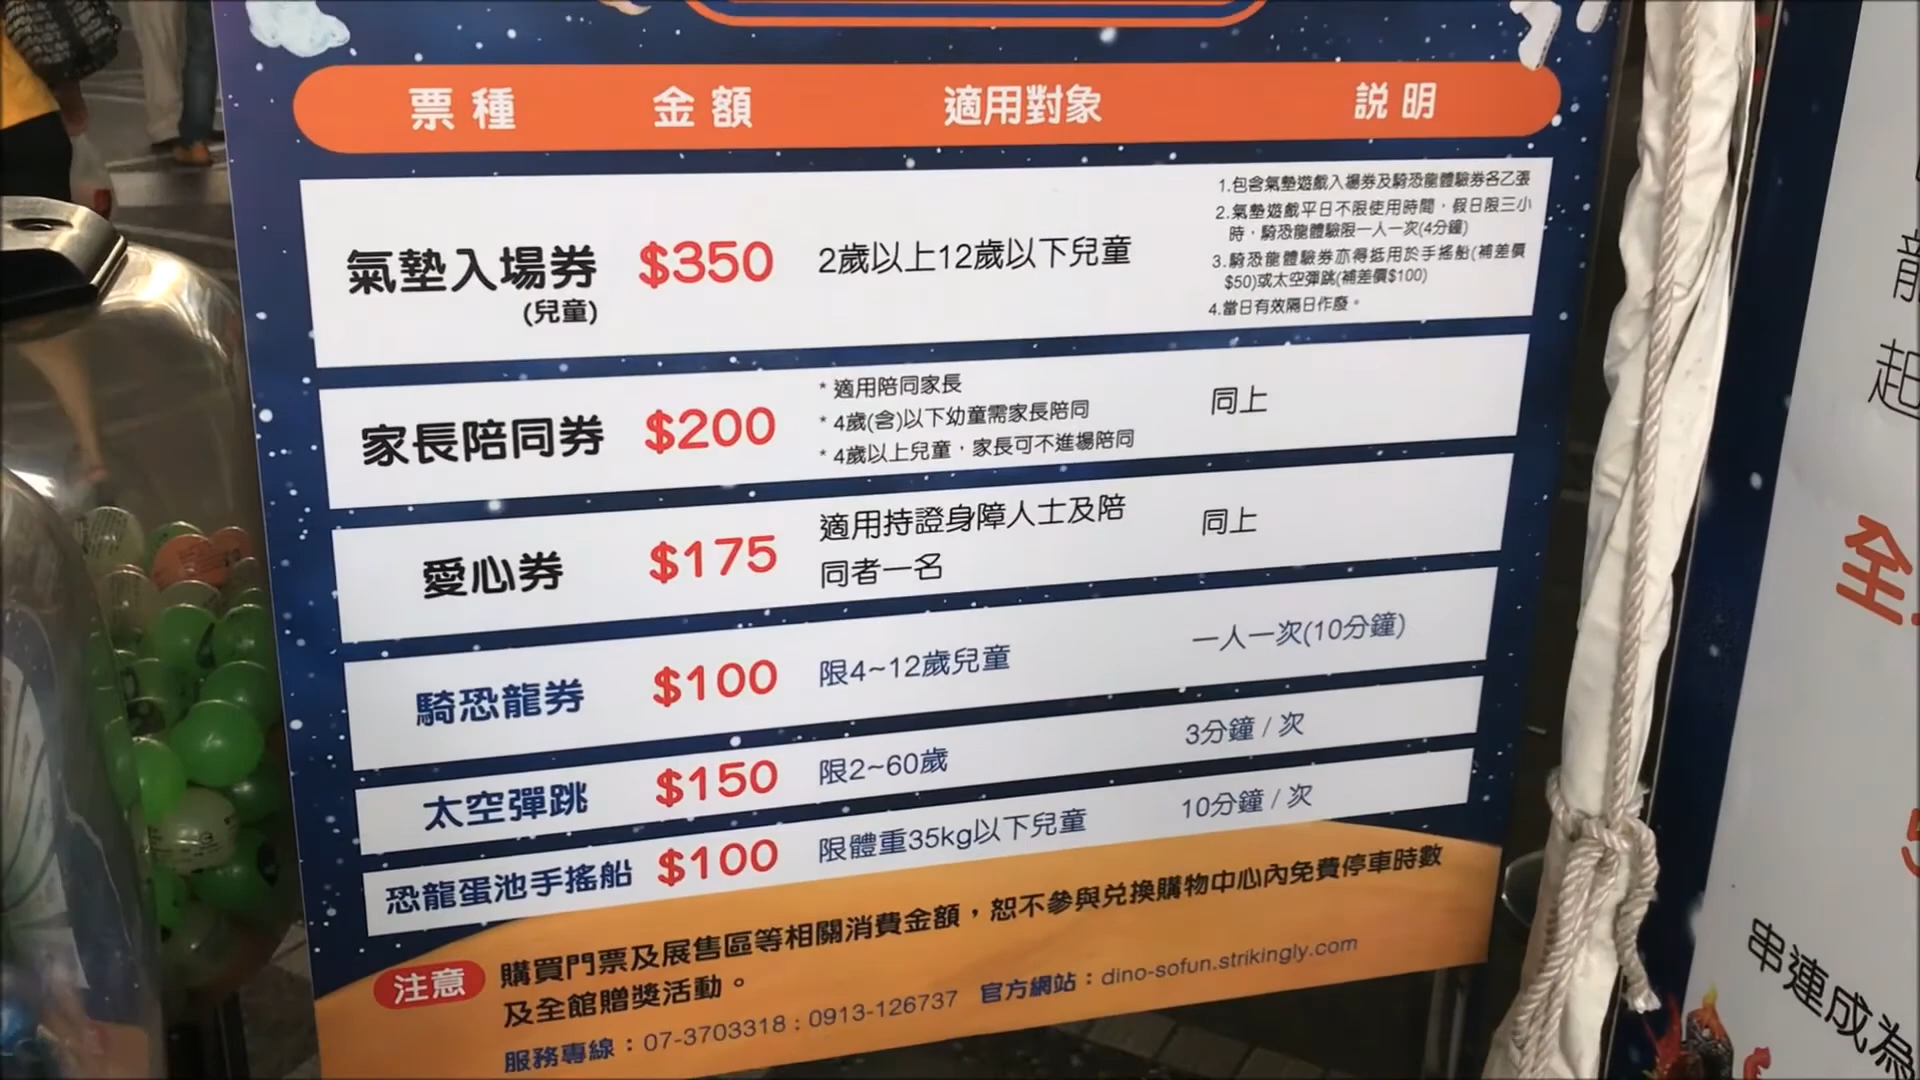 票種 金額 適用對象 説明
氣墊入場券
(兒童)
$350
2歲以上12歲以下兒童
1.包含氣墊遊戲入場券及騎恐龍體驗券各乙張
2.氣墊遊戲平日不限使用時間，假日限三小
時，騎恐龍體驗限一人一次(4分鐘)
3.騎恐龍體驗券亦得抵用於手搖船(補差價
$50)或太空彈跳(補差價$100)
4.當日有效隔日作廢。
家長陪同券 $200
* 適用陪同家長
* 4歲(含)以下幼童需家長陪同
* 4歲以上兒童，家長可不進場陪同
同上
愛心券 $175
適用持證身障人士及陪
同者一名
同上
騎恐龍券 $100 限4~12歲兒童 一人一次(10分鐘)
太空彈跳 $150 限2~60歲 3分鐘 / 次
恐龍蛋池手搖船 $100 限體重35kg以下兒童 10分鐘 / 次
注意
購買門票及展售區等相關消費金額，恕不參與兌換購物中心內免費停車時數
及全館贈獎活動。
服務專線：07-3703318；0913-126737 官方網站：dino-sofun.strikingly.com
起
全
串連成為